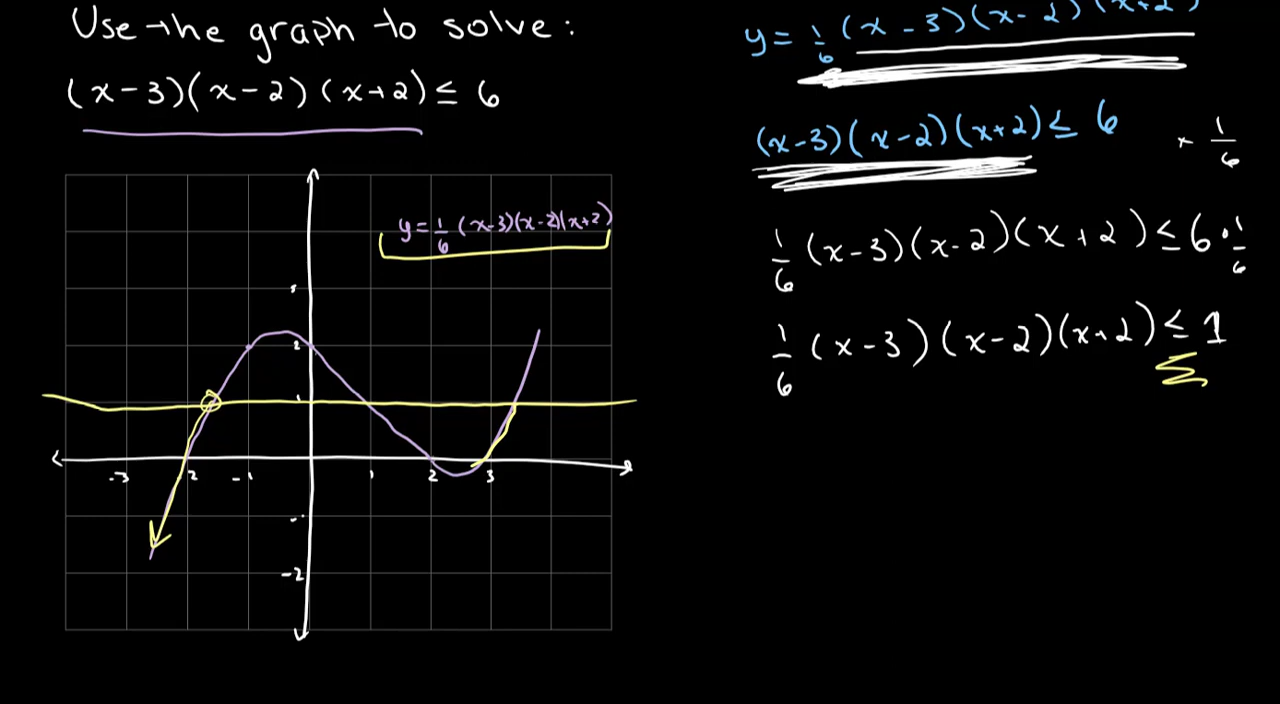 Use the graph to solve:
(x-3)(x-2)(x+2) ≤ 6
y = 1/6 (x-3)(x-2)(x+2)
2
1
-3 2 -1 1 2 3
-2
y = 1/6 (x-3)(x-2)(x+2)
(x-3)(x-2)(x+2) ≤ 6 × 1/6
1/6 (x-3)(x-2)(x+2) ≤ 6 · 1/6
1/6 (x-3)(x-2)(x+2) ≤ 1